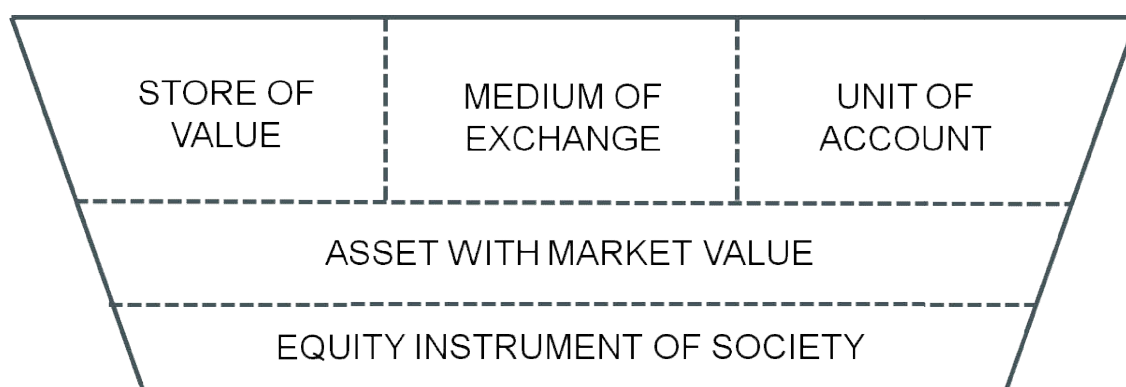 STORE OF
VALUE
MEDIUM OF
EXCHANGE
UNIT OF
ACCOUNT
ASSET WITH MARKET VALUE
EQUITY INSTRUMENT OF SOCIETY